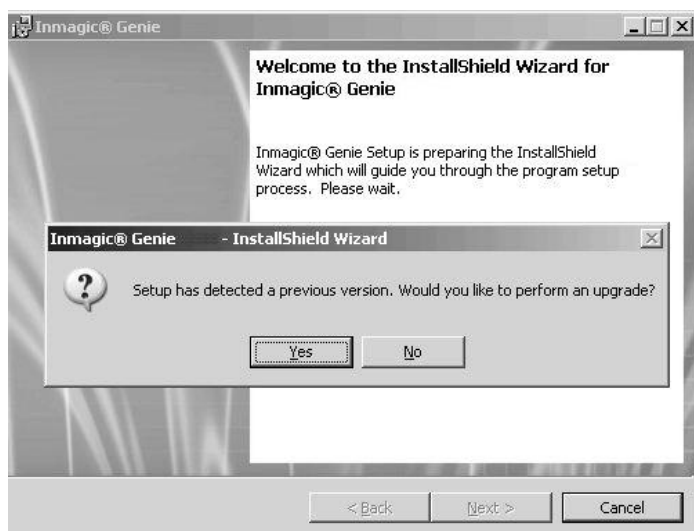 Inmagic® Genie
Welcome to the InstallShield Wizard for
Inmagic® Genie
Inmagic® Genie Setup is preparing the InstallShield
Wizard which will guide you through the program setup
process. Please wait.
Inmagic® Genie - InstallShield Wizard
Setup has detected a previous version. Would you like to perform an upgrade?
Yes No
< Back Next > Cancel